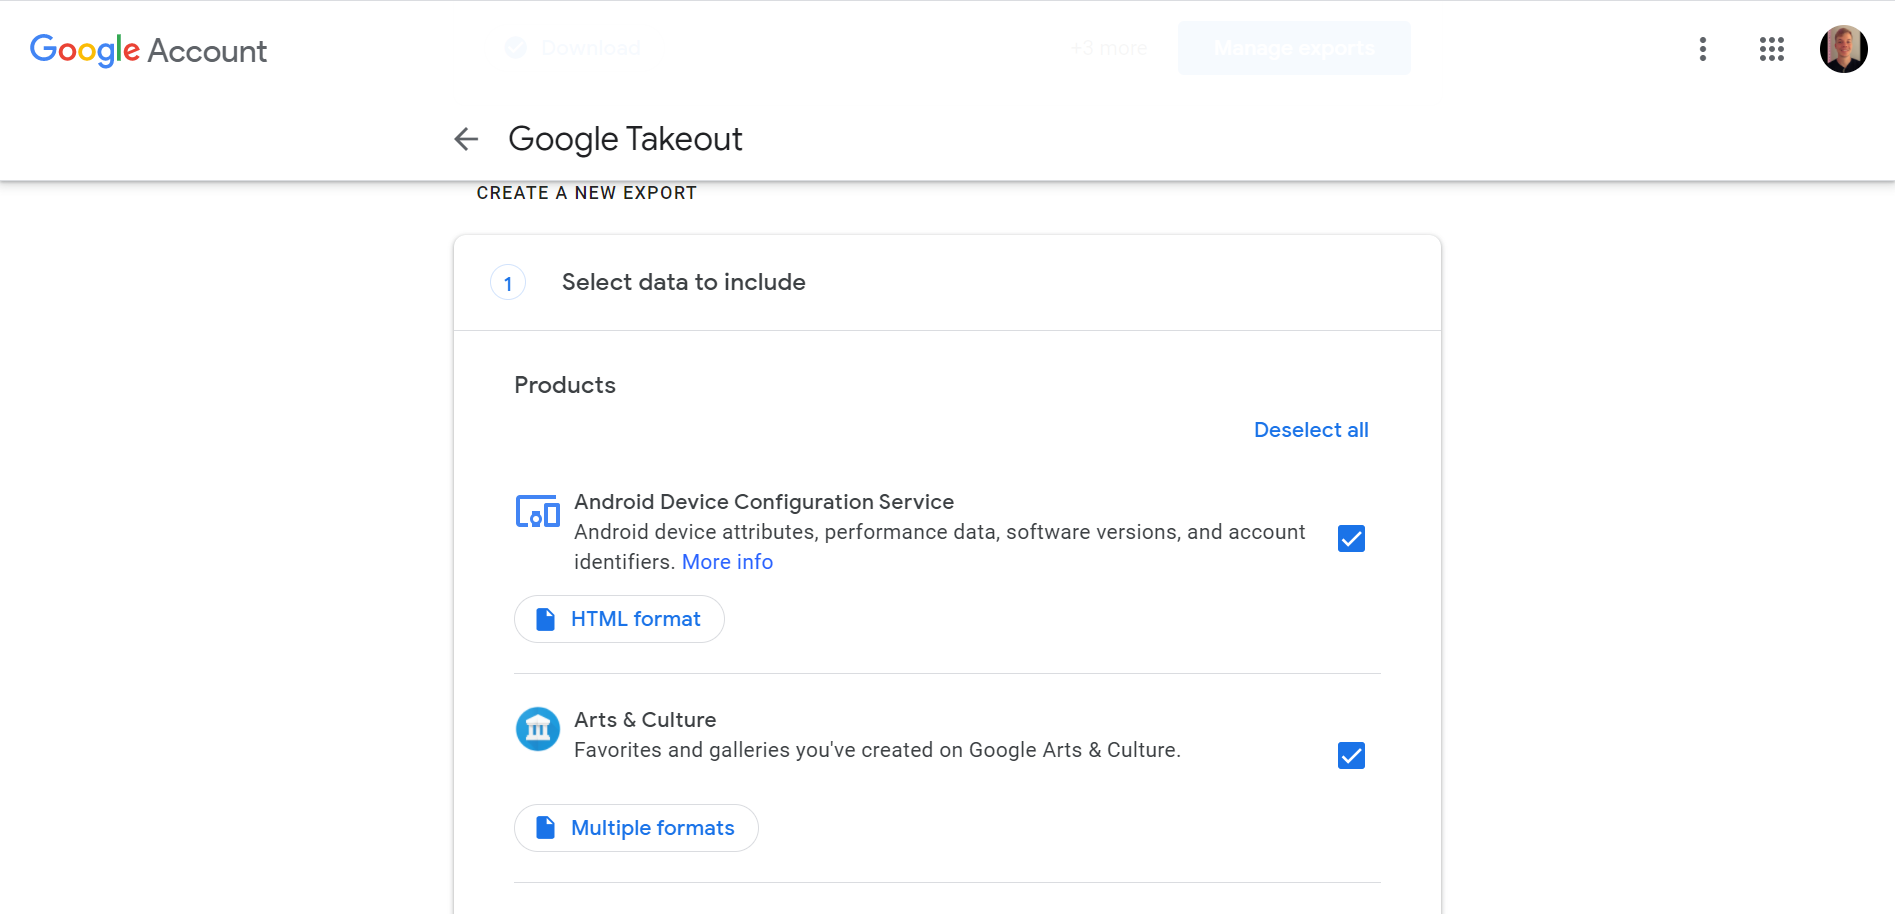 Google Account
Download
+3 more
Manage exports
Google Takeout
CREATE A NEW EXPORT
1
Select data to include
Products
Deselect all
Android Device Configuration Service
Android device attributes, performance data, software versions, and account
identifiers. More info
HTML format
Arts & Culture
Favorites and galleries you've created on Google Arts & Culture.
Multiple formats